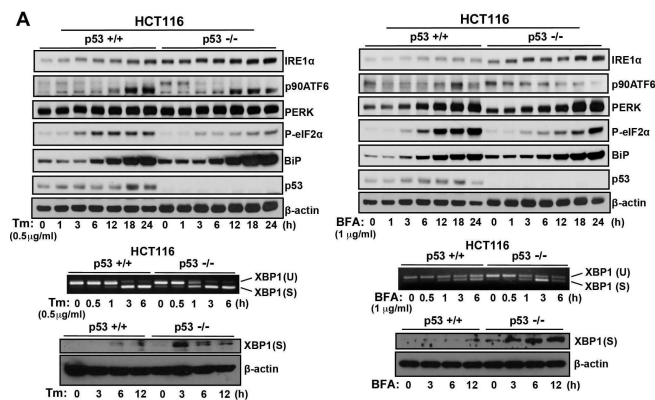 A
HCT116
p53 +/+ p53 -/-
IRE1α
p90ATF6
PERK
P-eIF2α
BiP
p53
β-actin
Tm: 0 1 3 6 12 18 24 0 1 3 6 12 18 24 (h)
(0.5μg/ml)
HCT116
p53 +/+ p53 -/-
XBP1(U)
XBP1(S)
Tm: 0 0.5 1 3 6 0 0.5 1 3 6 (h)
(0.5μg/ml)
p53 +/+ p53 -/-
XBP1(S)
β-actin
Tm: 0 3 6 12 0 3 6 12 (h)
HCT116
p53 +/+ p53 -/-
IRE1α
p90ATF6
PERK
P-eIF2α
BiP
p53
β-actin
BFA: 0 1 3 6 12 18 24 0 1 3 6 12 18 24 (h)
(1 μg/ml)
HCT116
p53 +/+ p53 -/-
XBP1 (U)
XBP1 (S)
BFA: 0 0.5 1 3 6 0 0.5 1 3 6 (h)
(1 μg/ml)
p53 +/+ p53 -/-
XBP1(S)
β-actin
BFA: 0 3 6 12 0 3 6 12 (h)